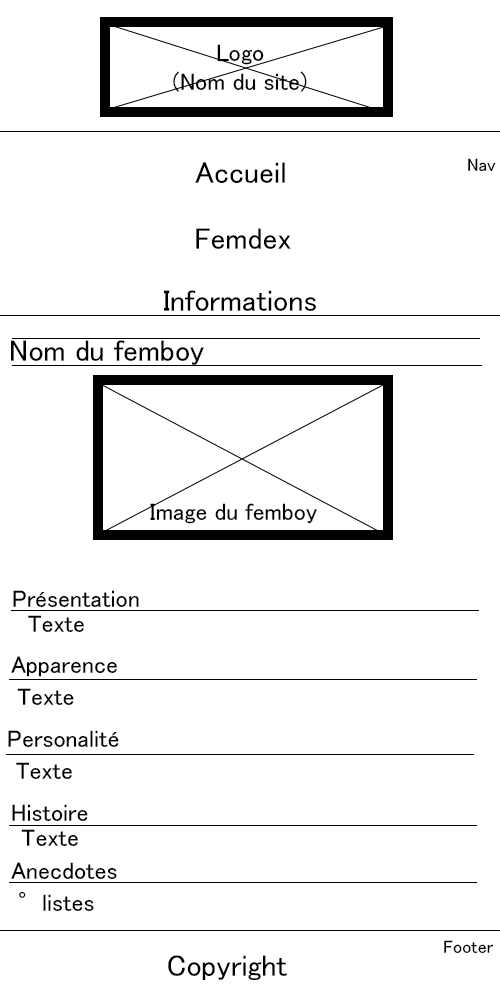 Logo
(Nom du site)
Accueil
Nav
Femdex
Informations
Nom du femboy
Image du femboy
Présentation
Texte
Apparence
Texte
Personalité
Texte
Histoire
Texte
Anecdotes
° listes
Footer
Copyright